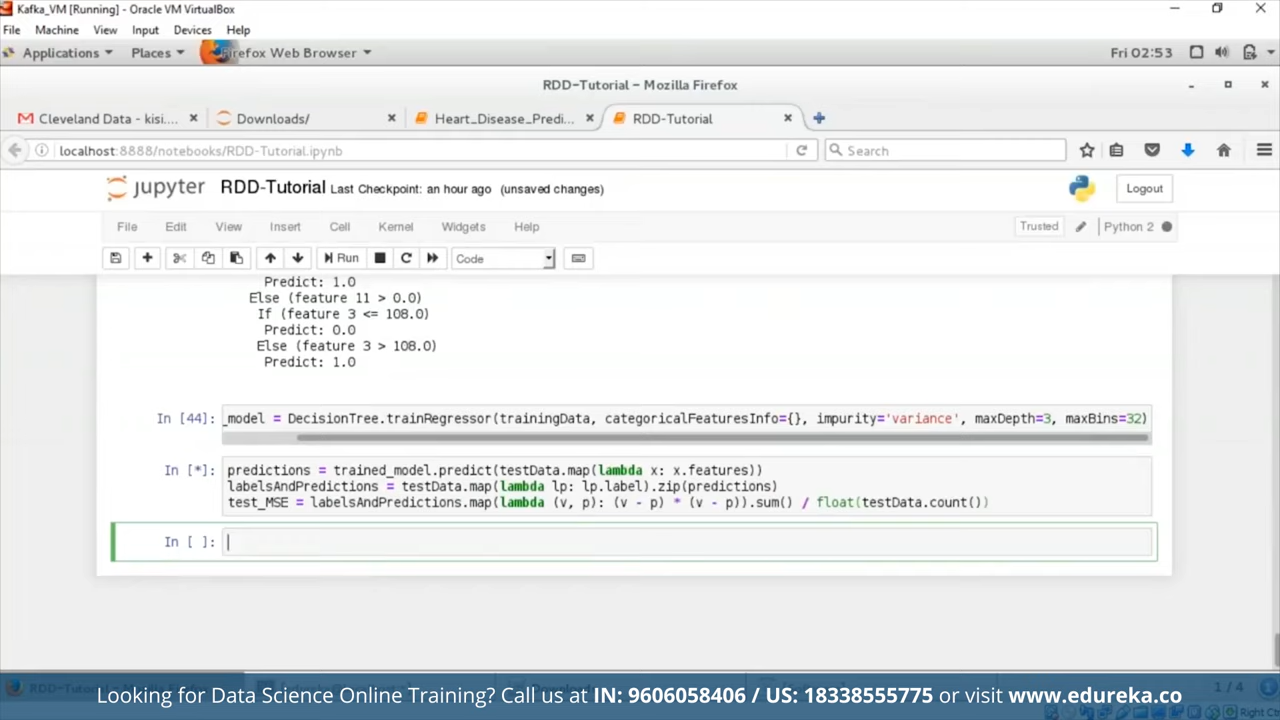 Kafka_VM [Running] - Oracle VM VirtualBox
File Machine View Input Devices Help
Applications Places Firefox Web Browser Fri 02:53
RDD-Tutorial - Mozilla Firefox
Cleveland Data - kisi.... Downloads/ Heart_Disease_Predi... RDD-Tutorial
localhost:8888/notebooks/RDD-Tutorial.ipynb Search
jupyter RDD-Tutorial Last Checkpoint: an hour ago (unsaved changes) Logout
File Edit View Insert Cell Kernel Widgets Help Trusted Python 2
Run Code
Predict: 1.0
Else (feature 11 > 0.0)
If (feature 3 <= 108.0)
Predict: 0.0
Else (feature 3 > 108.0)
Predict: 1.0
In [44]: _model = DecisionTree.trainRegressor(trainingData, categoricalFeaturesInfo={}, impurity='variance', maxDepth=3, maxBins=32)
In [*]: predictions = trained_model.predict(testData.map(lambda x: x.features))
labelsAndPredictions = testData.map(lambda lp: lp.label).zip(predictions)
test_MSE = labelsAndPredictions.map(lambda (v, p): (v - p) * (v - p)).sum() / float(testData.count())
In [ ]:
Looking for Data Science Online Training? Call us at IN: 9606058406 / US: 18338555775 or visit www.edureka.co
1 / 4
Right Ct